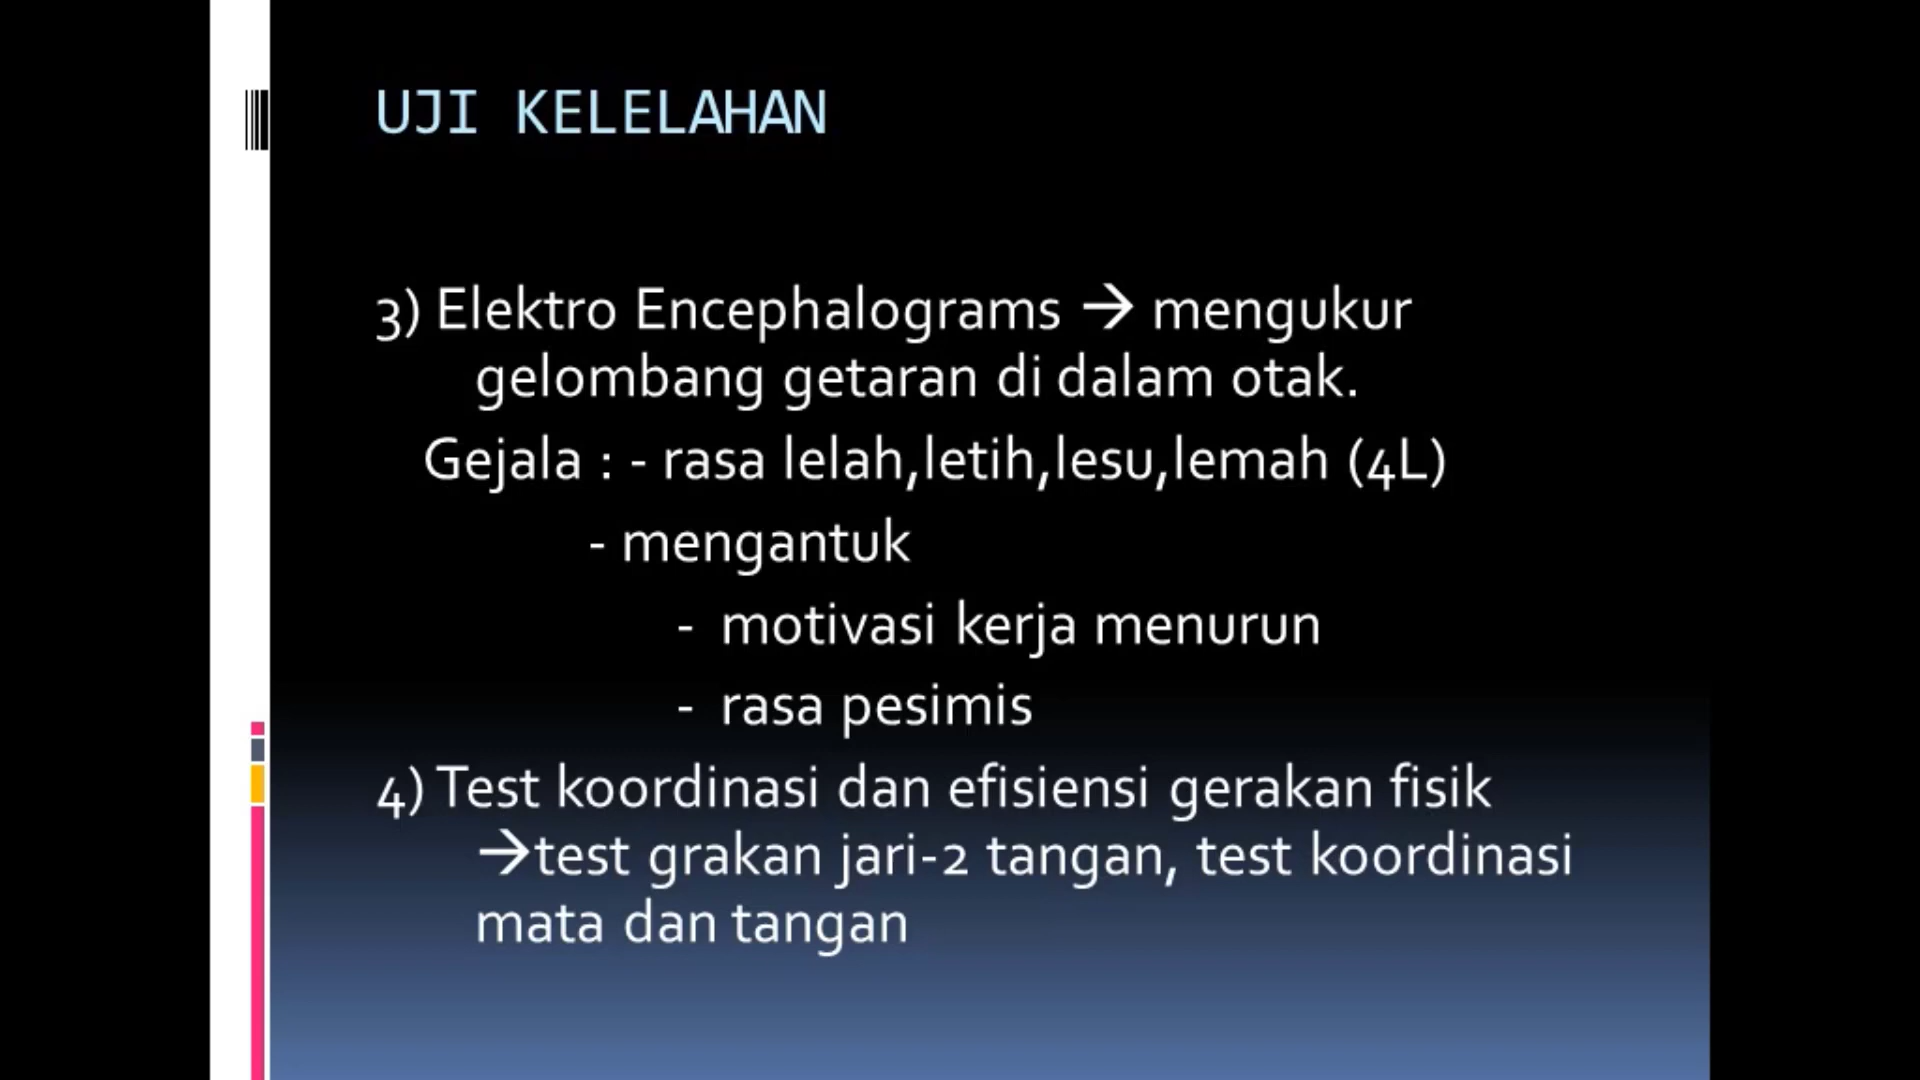 UJI KELELAHAN
3) Elektro Encephalograms → mengukur
gelombang getaran di dalam otak.
Gejala : - rasa lelah,letih,lesu,lemah (4L)
- mengantuk
- motivasi kerja menurun
- rasa pesimis
4) Test koordinasi dan efisiensi gerakan fisik
→test grakan jari-2 tangan, test koordinasi
mata dan tangan